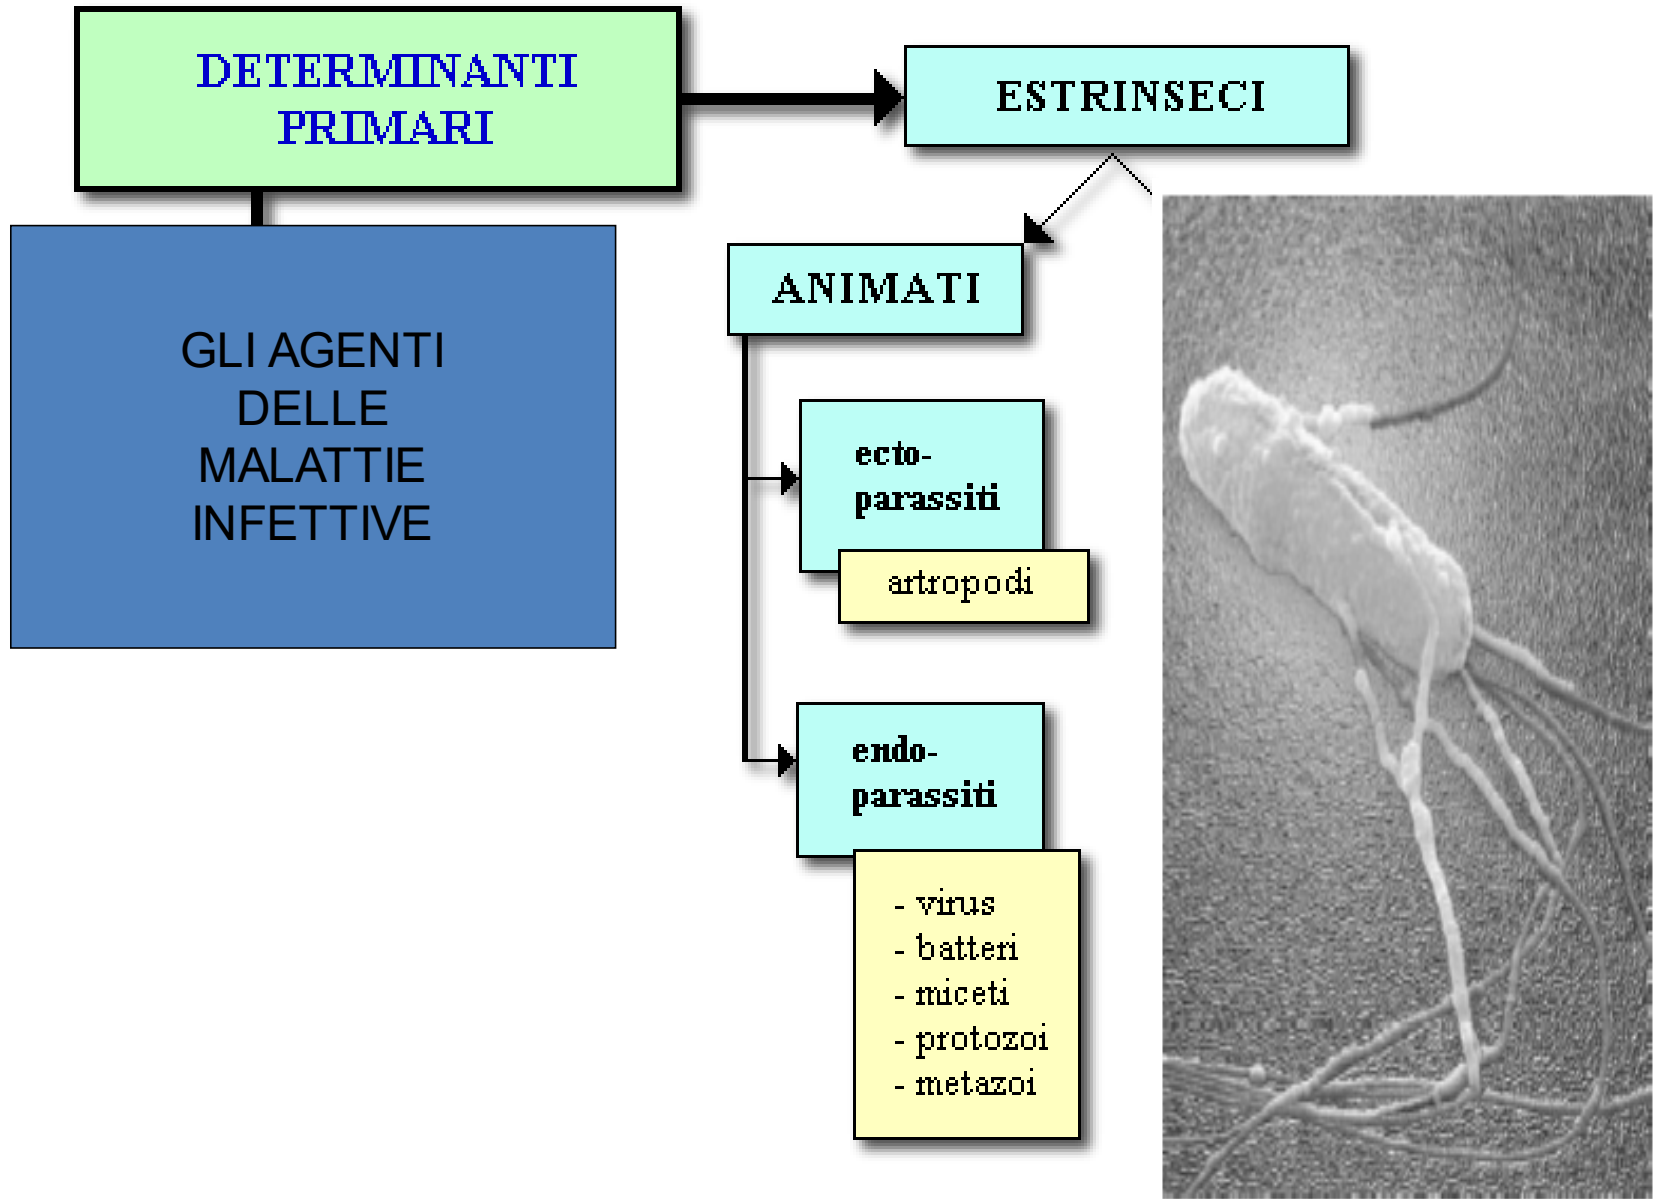 DETERMINANTI
PRIMARI
ESTRINSECI
GLI AGENTI
DELLE
MALATTIE
INFETTIVE
ANIMATI
ecto-
parassiti
artropodi
endo-
parassiti
- virus
- batteri
- miceti
- protozoi
- metazoi